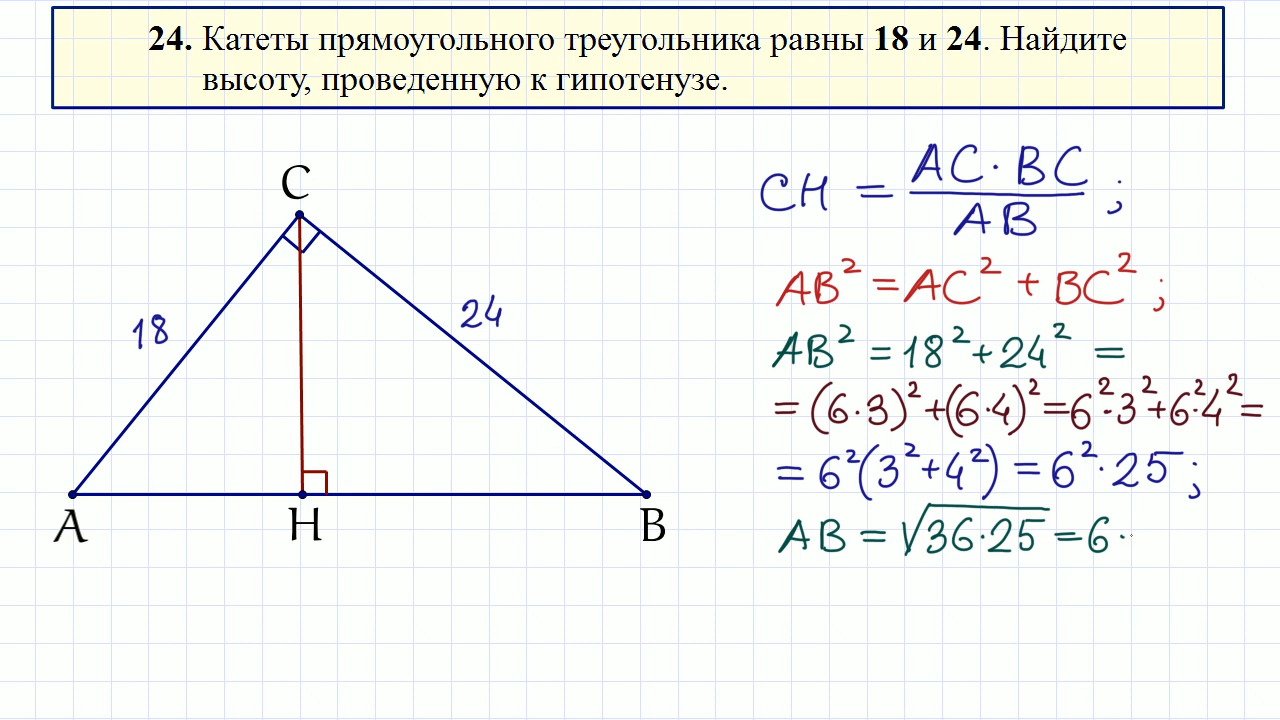 24. Катеты прямоугольного треугольника равны 18 и 24. Найдите
высоту, проведенную к гипотенузе.
C
18
24
A
H
B
CH = AC · BC / AB ;
AB² = AC² + BC² ;
AB² = 18² + 24² =
= (6·3)² + (6·4)² = 6²·3² + 6²·4² =
= 6²(3² + 4²) = 6²·25 ;
AB = √36·25 = 6 ·